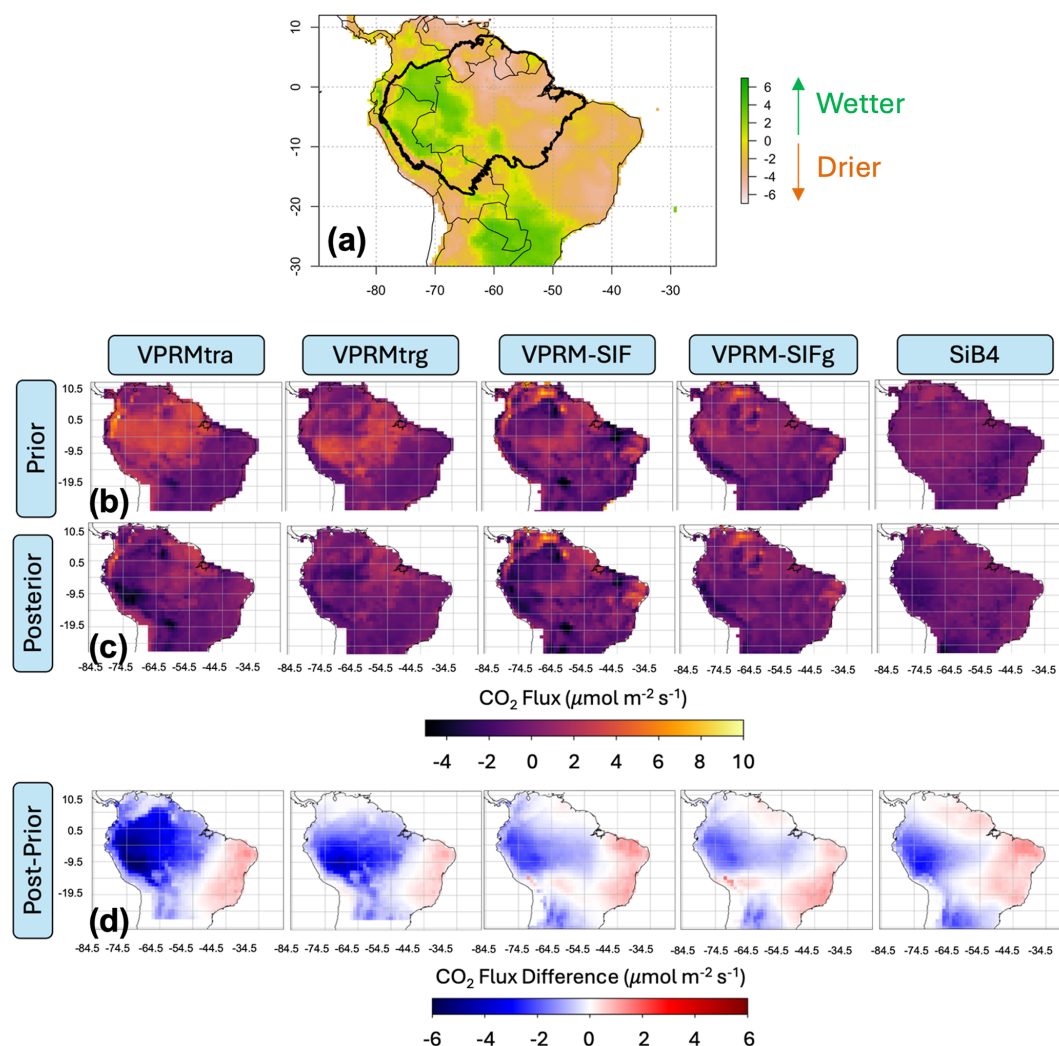 10
0
-10
-20
-30
(a)
-80 -70 -60 -50 -40 -30
6
4
2
0
-2
-4
-6
Wetter
Drier
VPRMtra VPRMtrg VPRM-SIF VPRM-SIFg SiB4
Prior
10.5
0.5
-9.5
-19.5
(b)
Posterior
10.5
0.5
-9.5
-19.5
(c)
-84.5 -74.5 -64.5 -54.5 -44.5 -34.5 -84.5 -74.5 -64.5 -54.5 -44.5 -34.5 -84.5 -74.5 -64.5 -54.5 -44.5 -34.5 -84.5 -74.5 -64.5 -54.5 -44.5 -34.5 -84.5 -74.5 -64.5 -54.5 -44.5 -34.5
CO₂ Flux (μmol m⁻² s⁻¹)
-4 -2 0 2 4 6 8 10
Post-Prior
10.5
0.5
-9.5
-19.5
(d)
-84.5 -74.5 -64.5 -54.5 -44.5 -34.5 -84.5 -74.5 -64.5 -54.5 -44.5 -34.5 -84.5 -74.5 -64.5 -54.5 -44.5 -34.5 -84.5 -74.5 -64.5 -54.5 -44.5 -34.5 -84.5 -74.5 -64.5 -54.5 -44.5 -34.5
CO₂ Flux Difference (μmol m⁻² s⁻¹)
-6 -4 -2 0 2 4 6